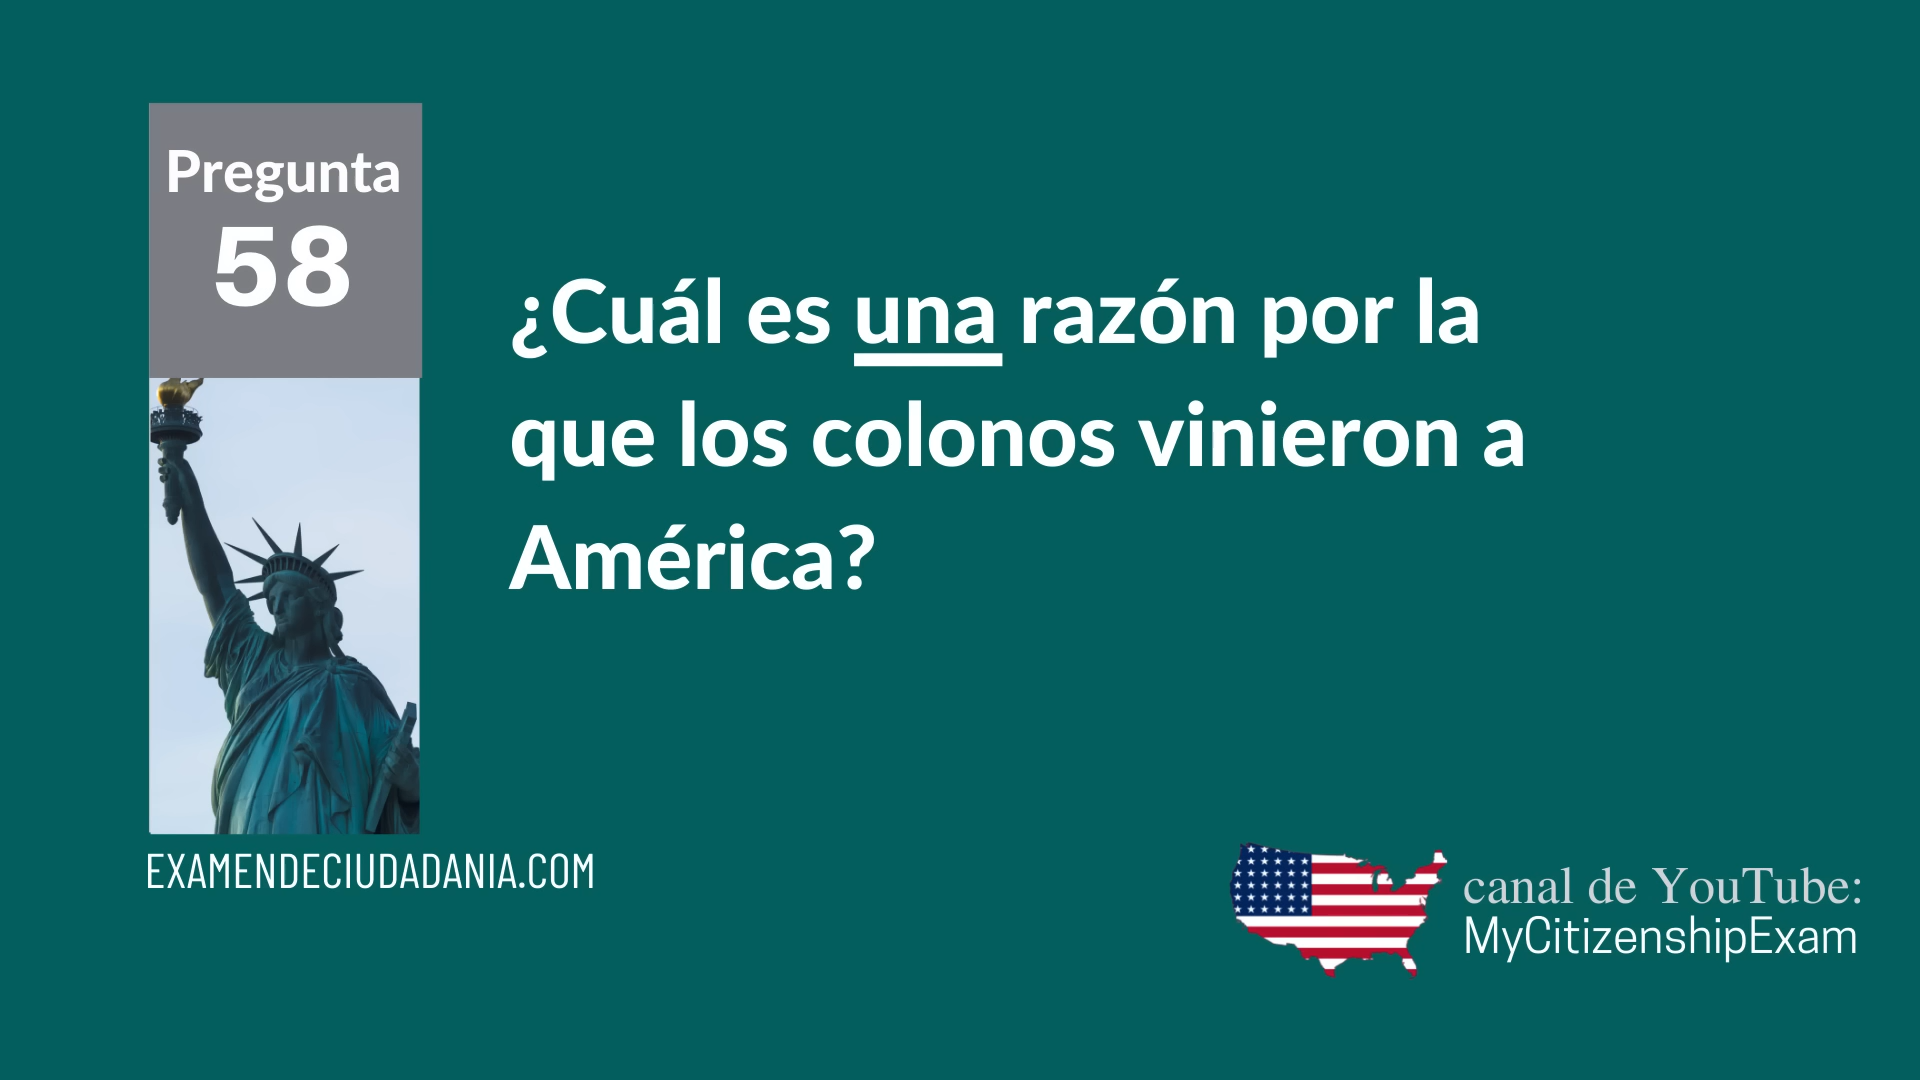 Pregunta
58
¿Cuál es una razón por la
que los colonos vinieron a
América?
EXAMENDECIUDADANIA.COM
canal de YouTube:
MyCitizenshipExam